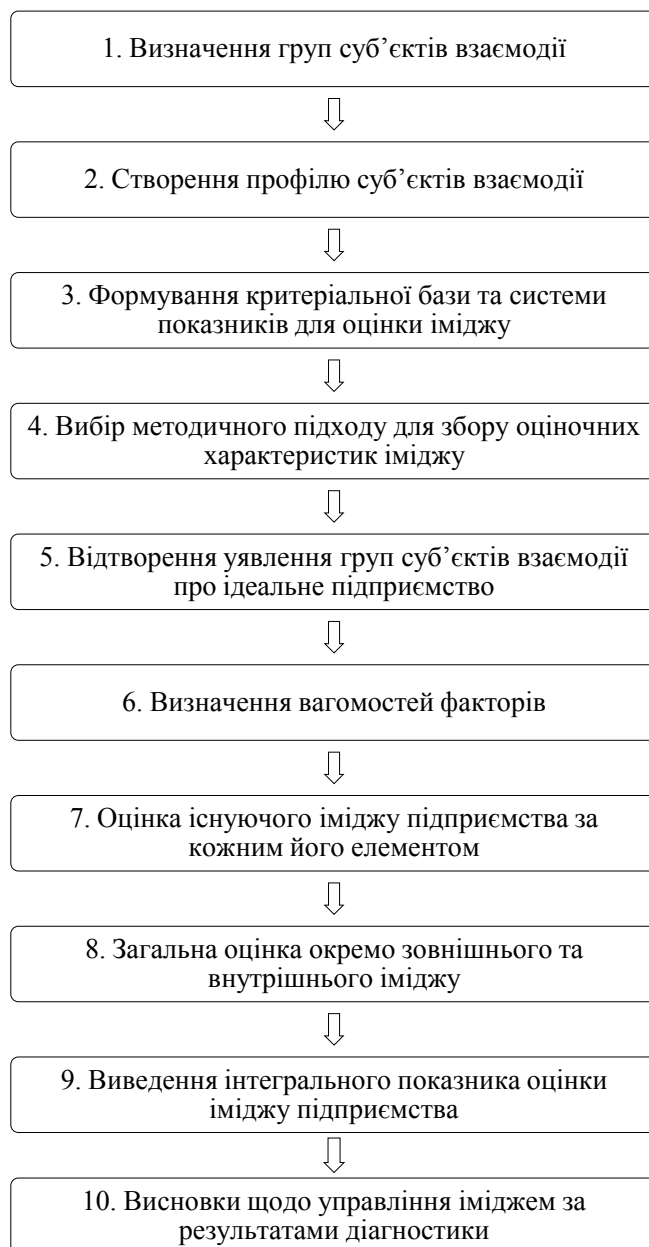 1. Визначення груп суб’єктів взаємодії
2. Створення профілю суб’єктів взаємодії
3. Формування критеріальної бази та системи
показників для оцінки іміджу
4. Вибір методичного підходу для збору оціночних
характеристик іміджу
5. Відтворення уявлення груп суб’єктів взаємодії
про ідеальне підприємство
6. Визначення вагомостей факторів
7. Оцінка існуючого іміджу підприємства за
кожним його елементом
8. Загальна оцінка окремо зовнішнього та
внутрішнього іміджу
9. Виведення інтегрального показника оцінки
іміджу підприємства
10. Висновки щодо управління іміджем за
результатами діагностики